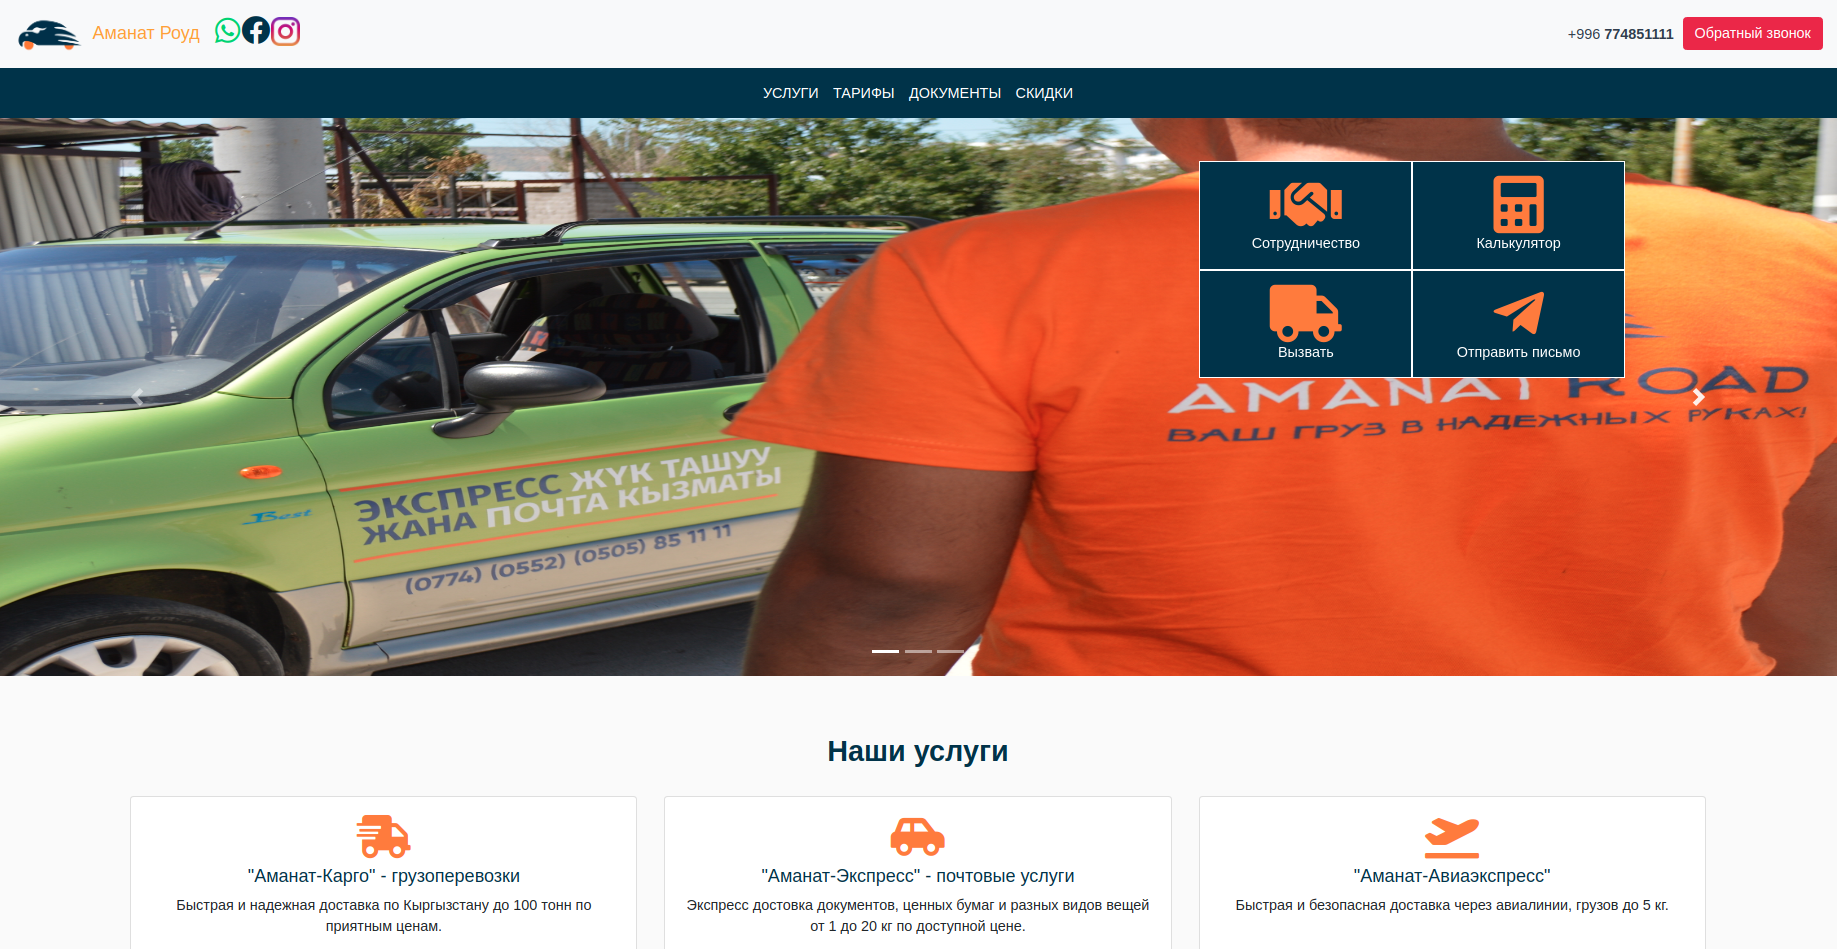 Аманат Роуд
+996 774851111
Обратный звонок
УСЛУГИ ТАРИФЫ ДОКУМЕНТЫ СКИДКИ
Сотрудничество
Калькулятор
Вызвать
Отправить письмо
AMANAT ROAD
ВАШ ГРУЗ В НАДЕЖНЫХ РУКАХ!
Best
ЭКСПРЕСС ЖҮК ТАШУУ
ЖАНА ПОЧТА КЫЗМАТЫ
(0774) (0552) (0505) 85 11 11
Наши услуги
"Аманат-Карго" - грузоперевозки
Быстрая и надежная доставка по Кыргызстану до 100 тонн по
приятным ценам.
"Аманат-Экспресс" - почтовые услуги
Экспресс достовка документов, ценных бумаг и разных видов вещей
от 1 до 20 кг по доступной цене.
"Аманат-Авиаэкспресс"
Быстрая и безопасная доставка через авиалинии, грузов до 5 кг.